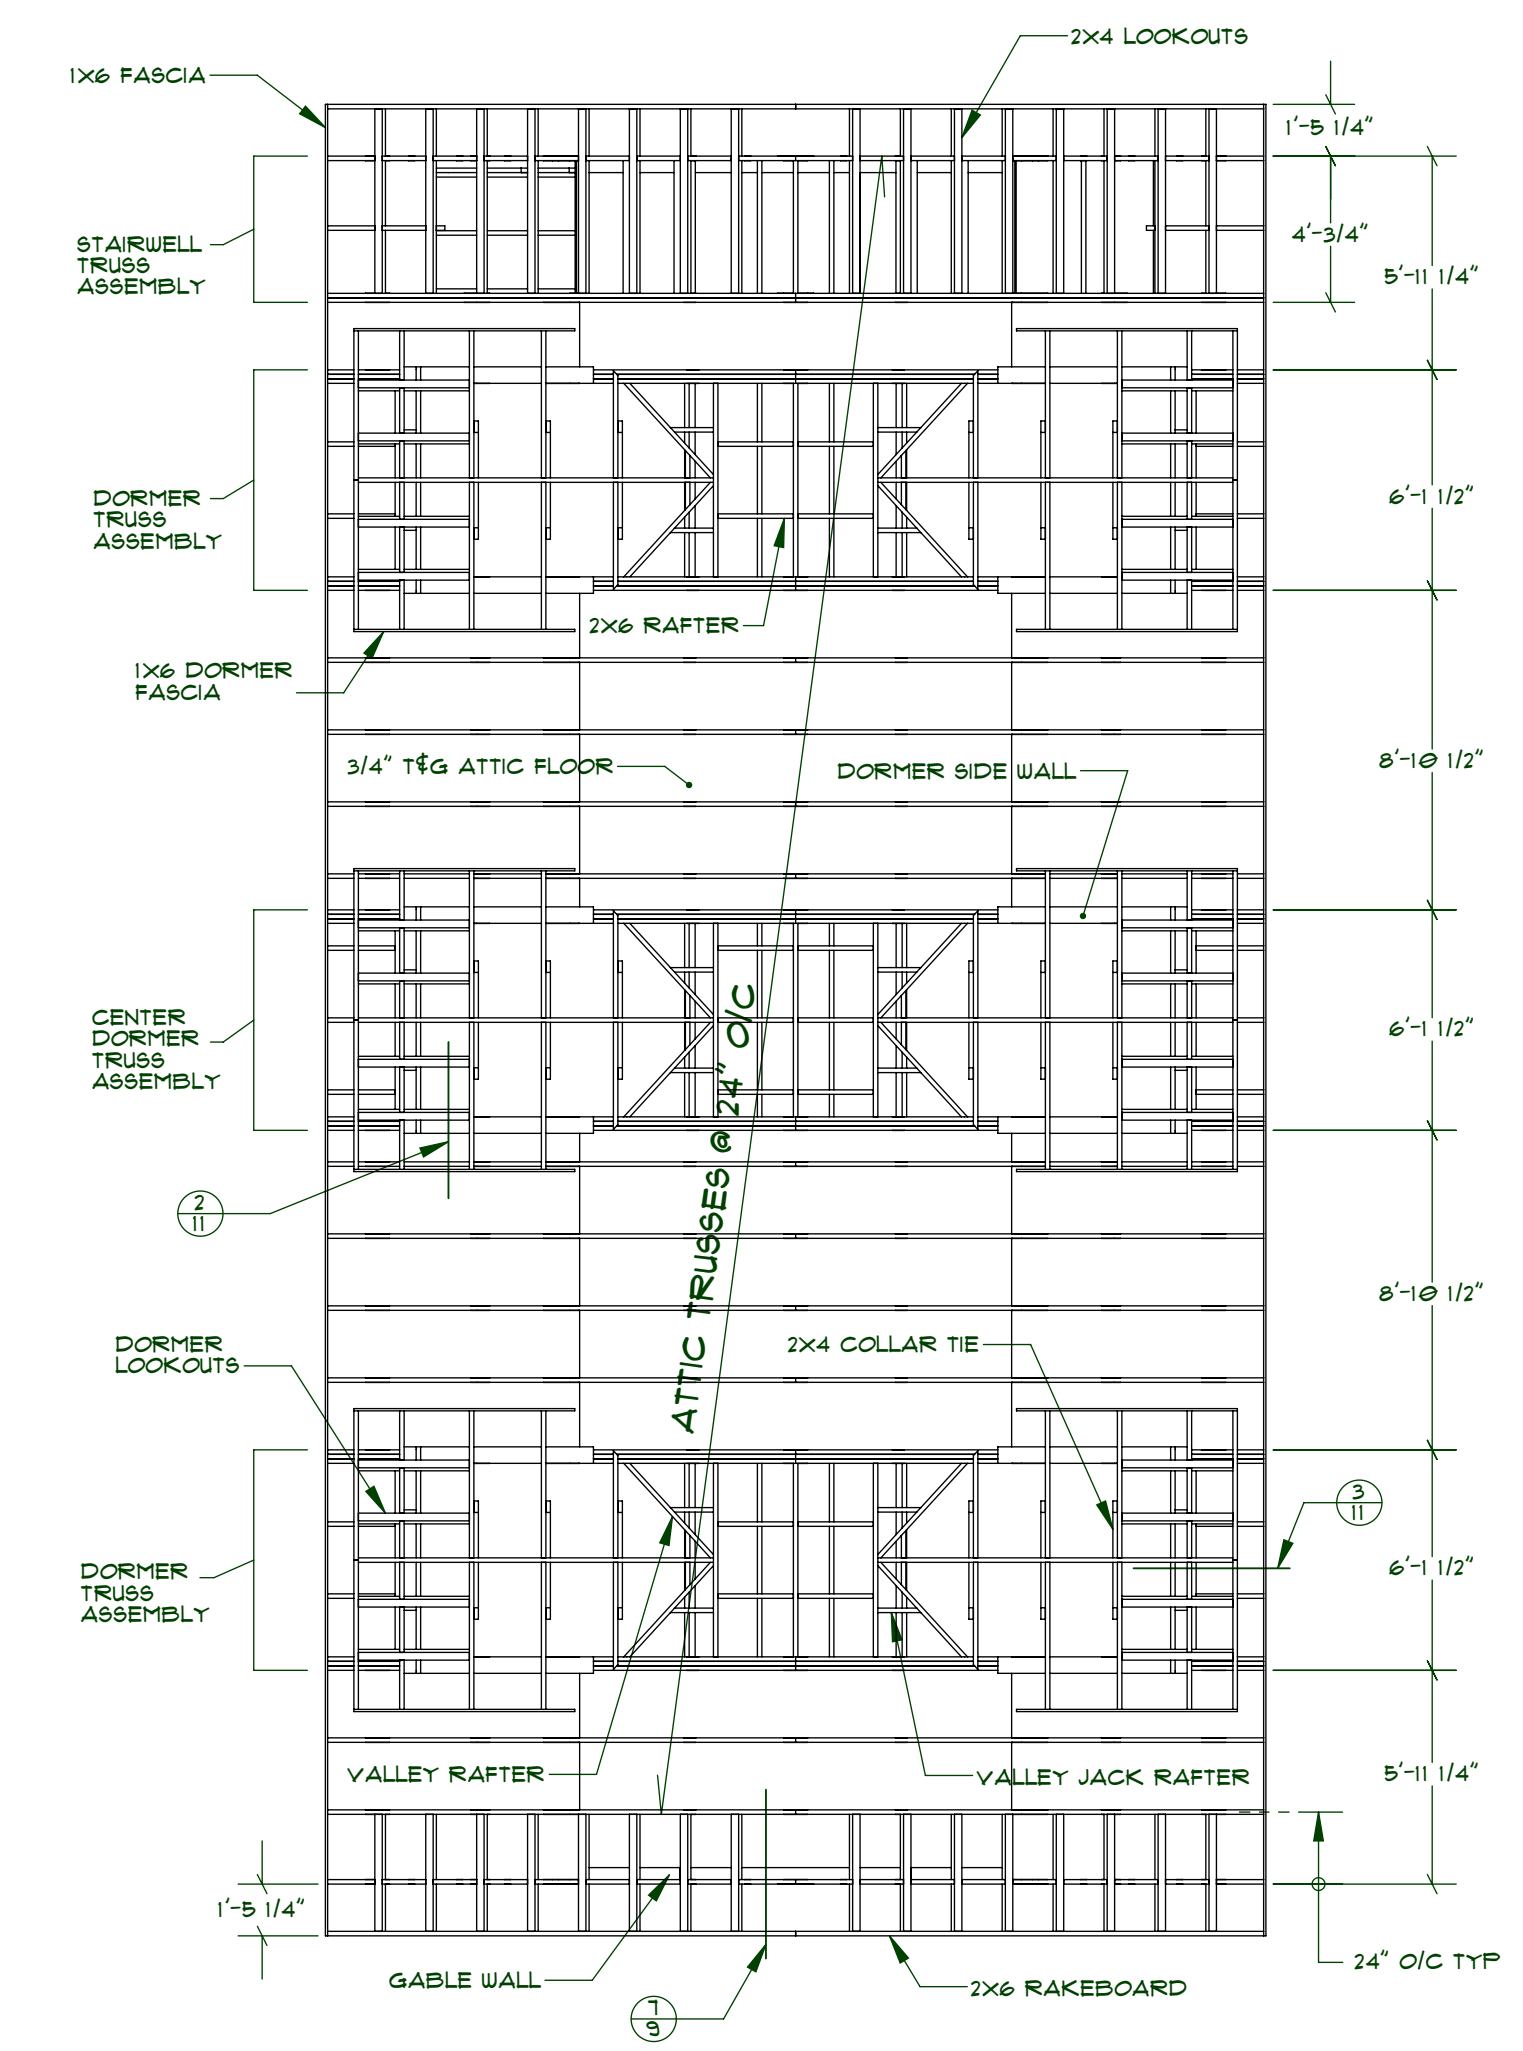 2X4 LOOKOUTS
1X6 FASCIA
1'-5 1/4"
4'-3/4"
STAIRWELL
TRUSS
ASSEMBLY
5'-11 1/4"
DORMER
TRUSS
ASSEMBLY
6'-1 1/2"
2X6 RAFTER
1X6 DORMER
FASCIA
3/4" T&G ATTIC FLOOR
DORMER SIDE WALL
8'-10 1/2"
CENTER
DORMER
TRUSS
ASSEMBLY
6'-1 1/2"
ATTIC TRUSSES @ 24" O/C
2
11
8'-10 1/2"
DORMER
LOOKOUTS
2X4 COLLAR TIE
3
11
DORMER
TRUSS
ASSEMBLY
6'-1 1/2"
VALLEY RAFTER
VALLEY JACK RAFTER
5'-11 1/4"
1'-5 1/4"
24" O/C TYP
GABLE WALL
2X6 RAKEBOARD
7
9